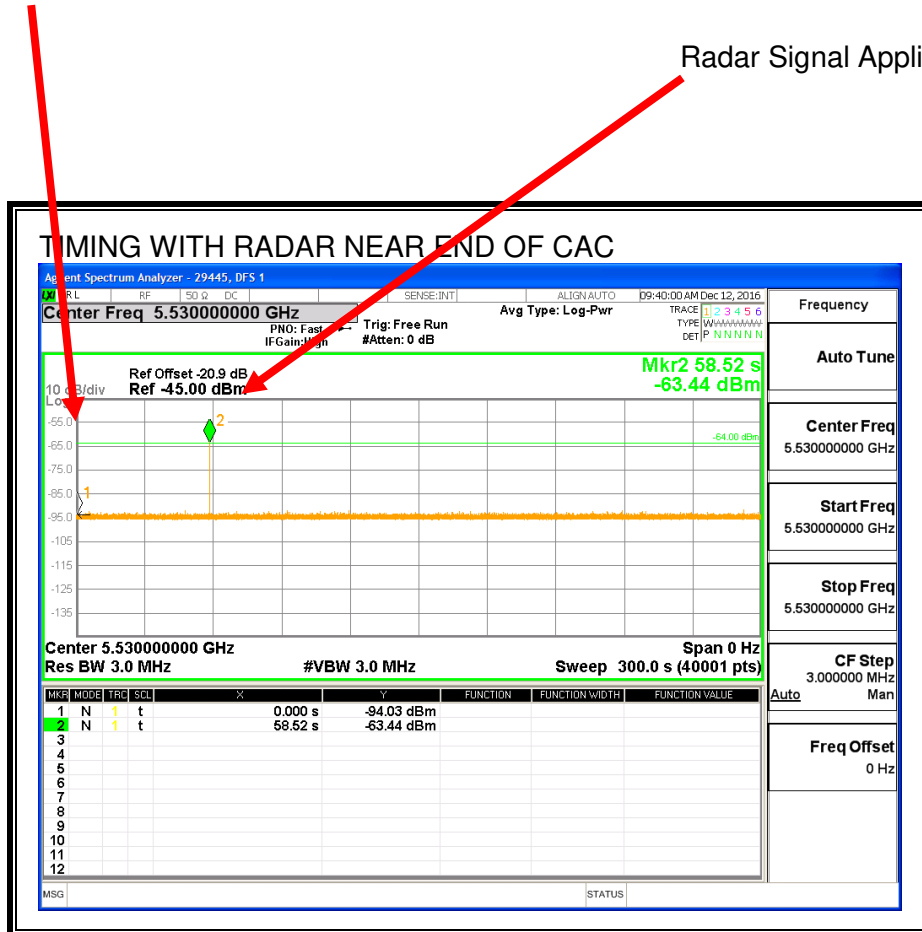 Radar Signal Appli
TIMING WITH RADAR NEAR END OF CAC
Agilent Spectrum Analyzer - 29445, DFS 1
RL RF 50 Ω DC SENSE:INT ALIGN AUTO 09:40:00 AM Dec 12, 2016
Center Freq 5.530000000 GHz
PNO: Fast
IFGain:High
Trig: Free Run
#Atten: 0 dB
Avg Type: Log-Pwr
TRACE 1 2 3 4 5 6
TYPE WWWWWW
DET P N N N N N
Frequency
Auto Tune
Center Freq
5.530000000 GHz
Start Freq
5.530000000 GHz
Stop Freq
5.530000000 GHz
CF Step
3.000000 MHz
Auto Man
Freq Offset
0 Hz
Mkr2 58.52 s
-63.44 dBm
Ref Offset -20.9 dB
10 dB/div Ref -45.00 dBm
Log
-55.0
-65.0
-75.0
-85.0
-95.0
-105
-115
-125
-135
2
-64.00 dBm
1
Center 5.530000000 GHz Span 0 Hz
Res BW 3.0 MHz #VBW 3.0 MHz Sweep 300.0 s (40001 pts)
MKR MODE TRC SCL X Y FUNCTION FUNCTION WIDTH FUNCTION VALUE
1 N 1 t 0.000 s -94.03 dBm
2 N 1 t 58.52 s -63.44 dBm
3
4
5
6
7
8
9
10
11
12
MSG STATUS